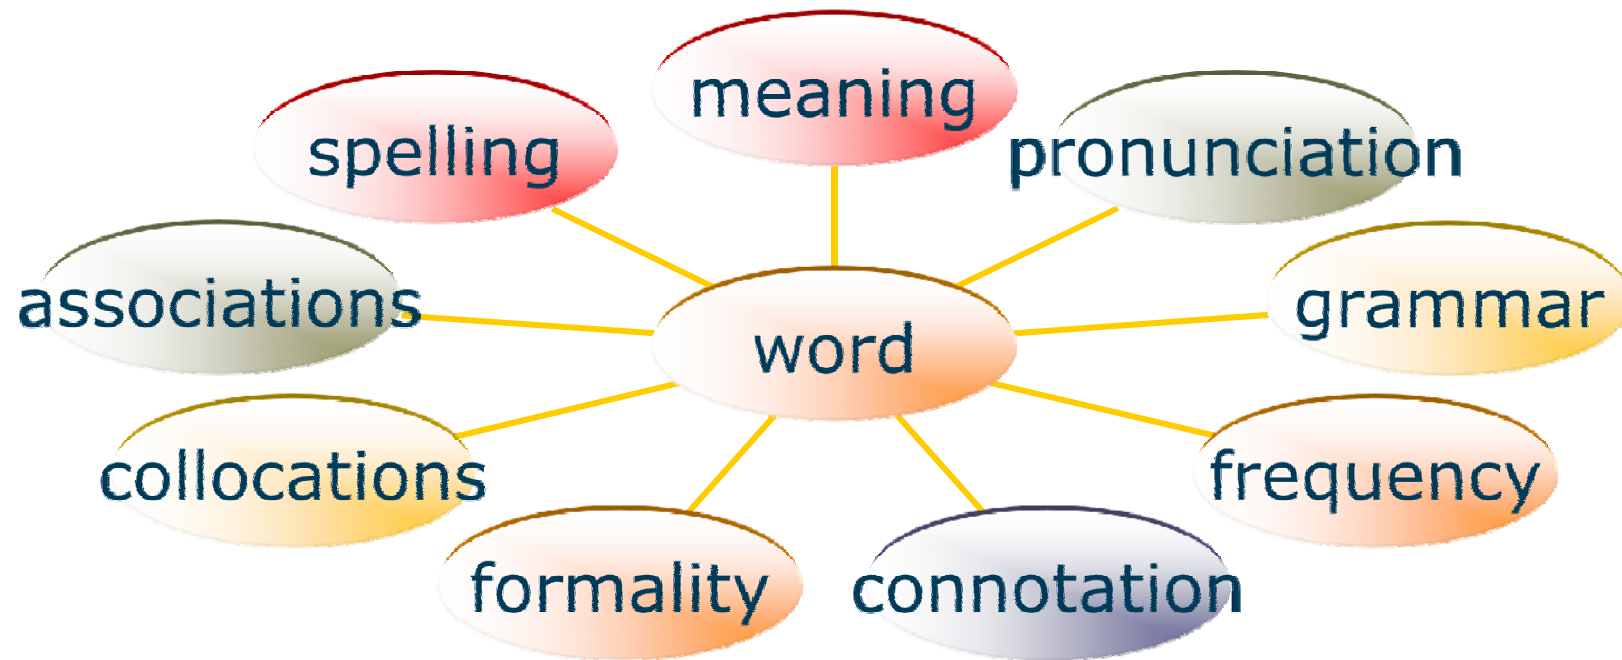 meaning
spelling
pronunciation
associations
grammar
word
collocations
frequency
formality
connotation